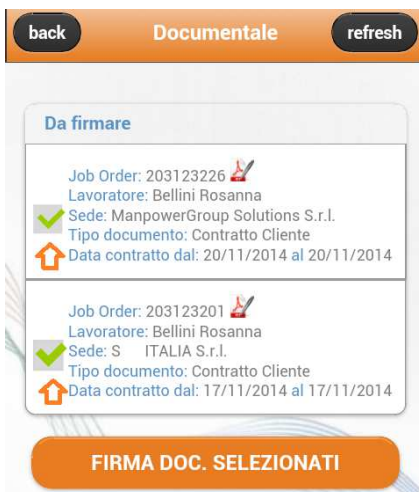 back Documentale refresh
Da firmare
Job Order: 203123226
Lavoratore: Bellini Rosanna
Sede: ManpowerGroup Solutions S.r.l.
Tipo documento: Contratto Cliente
Data contratto dal: 20/11/2014 al 20/11/2014
Job Order: 203123201
Lavoratore: Bellini Rosanna
Sede: S ITALIA S.r.l.
Tipo documento: Contratto Cliente
Data contratto dal: 17/11/2014 al 17/11/2014
FIRMA DOC. SELEZIONATI